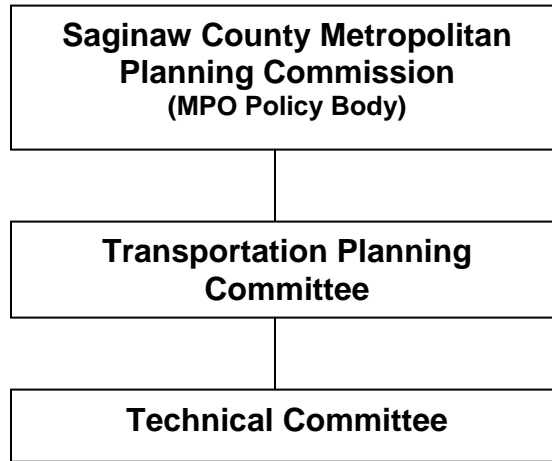 Saginaw County Metropolitan
Planning Commission
(MPO Policy Body)
Transportation Planning
Committee
Technical Committee